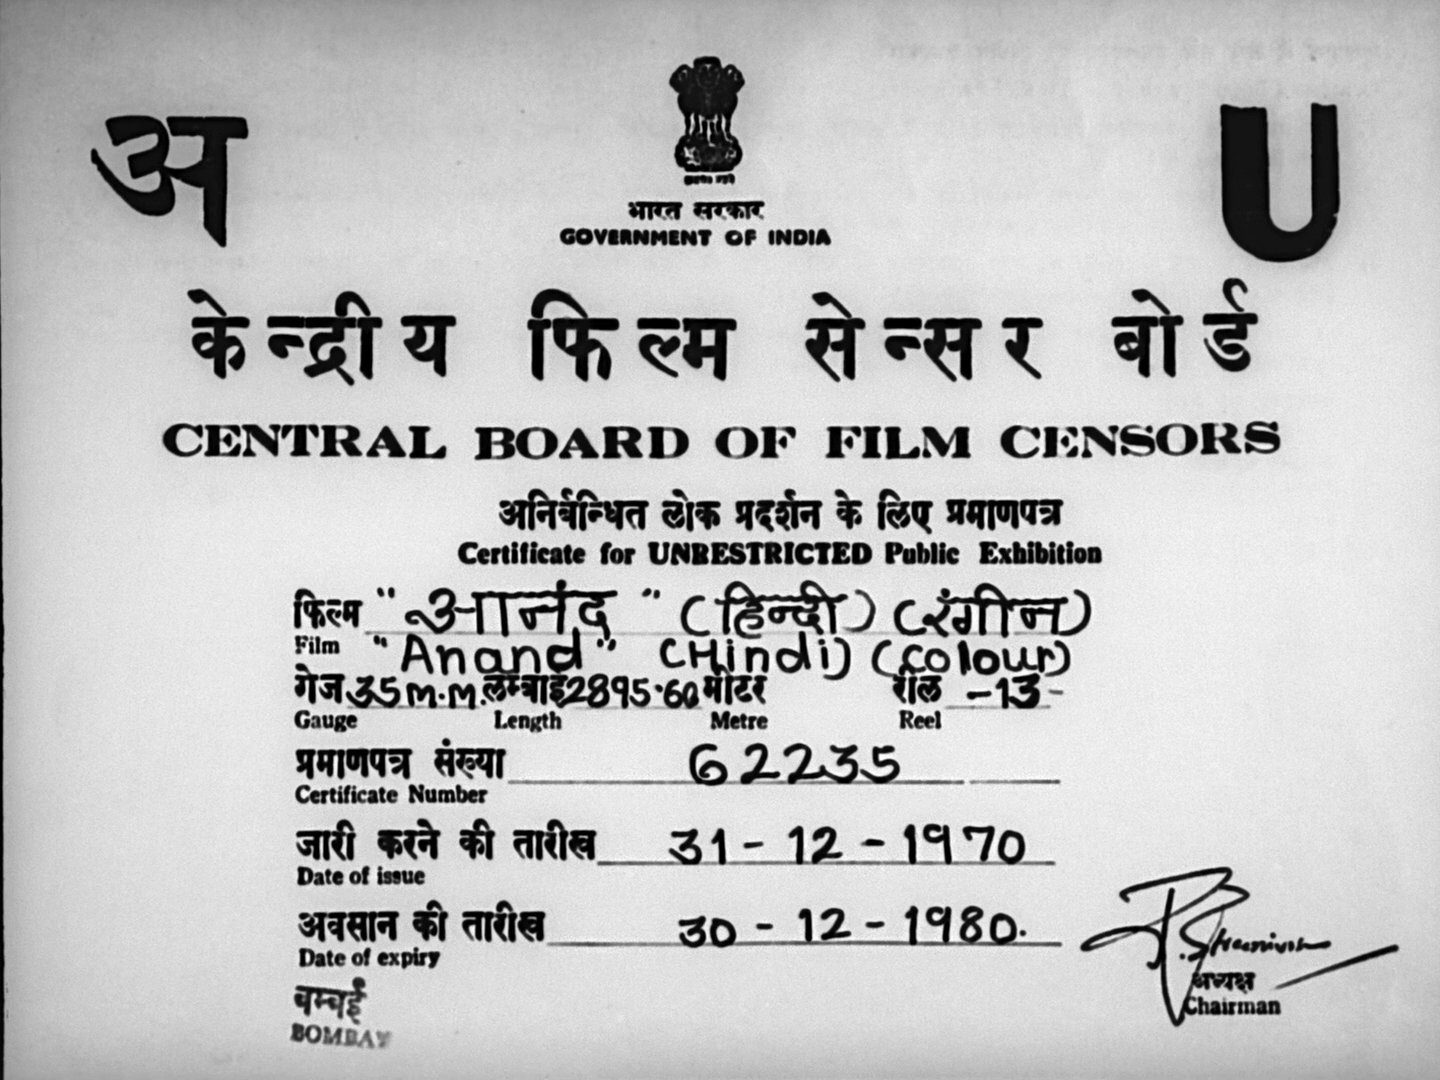 अ
U
भारत सरकार
GOVERNMENT OF INDIA
केन्द्रीय फिल्म सेन्सर बोर्ड
CENTRAL BOARD OF FILM CENSORS
अनिर्बन्धित लोक प्रदर्शन के लिए प्रमाणपत्र
Certificate for UNRESTRICTED Public Exhibition
फिल्म "आनंद" (हिन्दी) (रंगीन)
Film "Anand" (Hindi) (Colour)
गेज 35 m.m. लम्बाई 2895.60 मीटर रील -13-
Gauge Length Metre Reel
प्रमाणपत्र संख्या 62235
Certificate Number
जारी करने की तारीख 31-12-1970
Date of issue
अवसान की तारीख 30-12-1980.
Date of expiry
अध्यक्ष
Chairman
बम्बई
BOMBAY